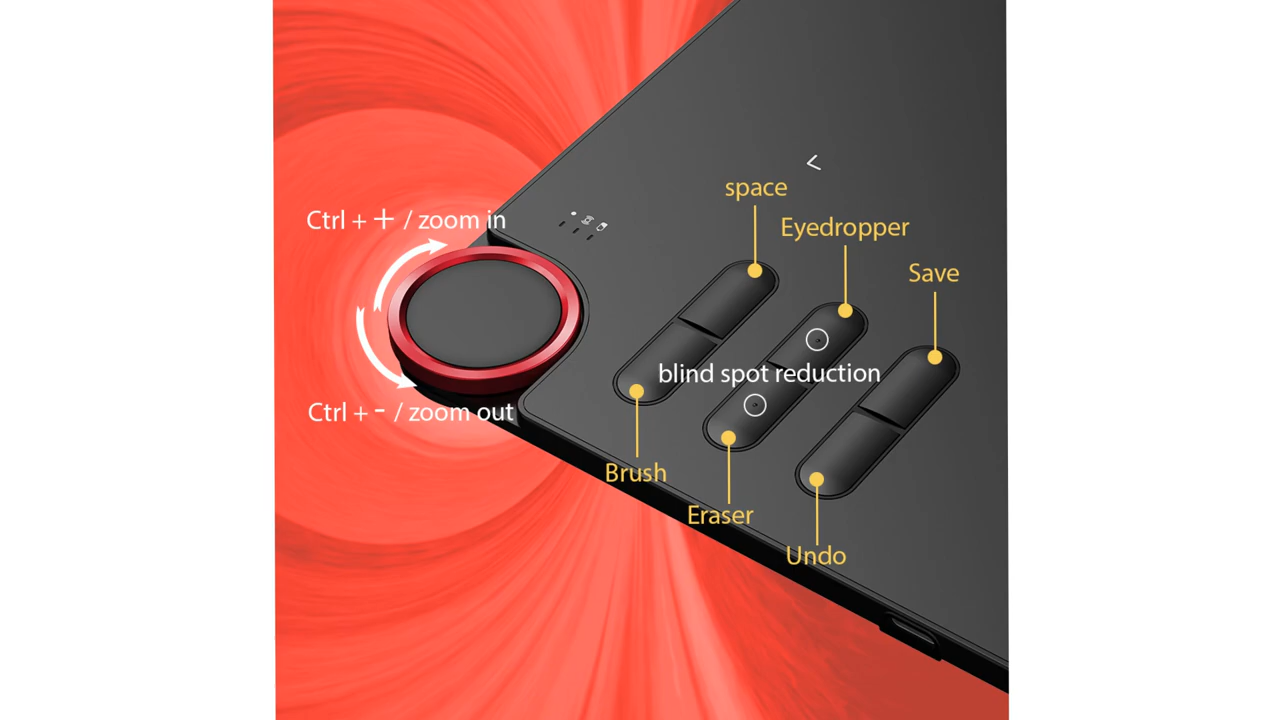 space
Eyedropper
Ctrl + + / zoom in
Save
blind spot reduction
Ctrl + - / zoom out
Brush
Eraser
Undo